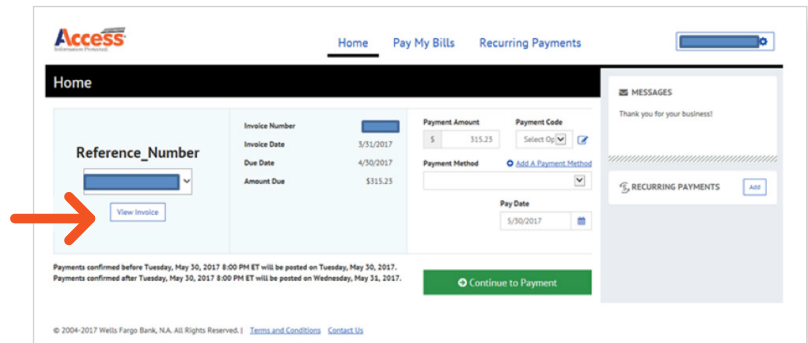 Access
Information Protected
Home Pay My Bills Recurring Payments
Home
Reference_Number
View Invoice
Invoice Number
Invoice Date 3/31/2017
Due Date 4/30/2017
Amount Due $315.23
Payment Amount Payment Code
$ 315.23 Select Op
Payment Method Add A Payment Method
Pay Date
5/30/2017
MESSAGES
Thank you for your business!
RECURRING PAYMENTS Add
Payments confirmed before Tuesday, May 30, 2017 8:00 PM ET will be posted on Tuesday, May 30, 2017.
Payments confirmed after Tuesday, May 30, 2017 8:00 PM ET will be posted on Wednesday, May 31, 2017.
Continue to Payment
© 2004-2017 Wells Fargo Bank, N.A. All Rights Reserved. | Terms and Conditions Contact Us